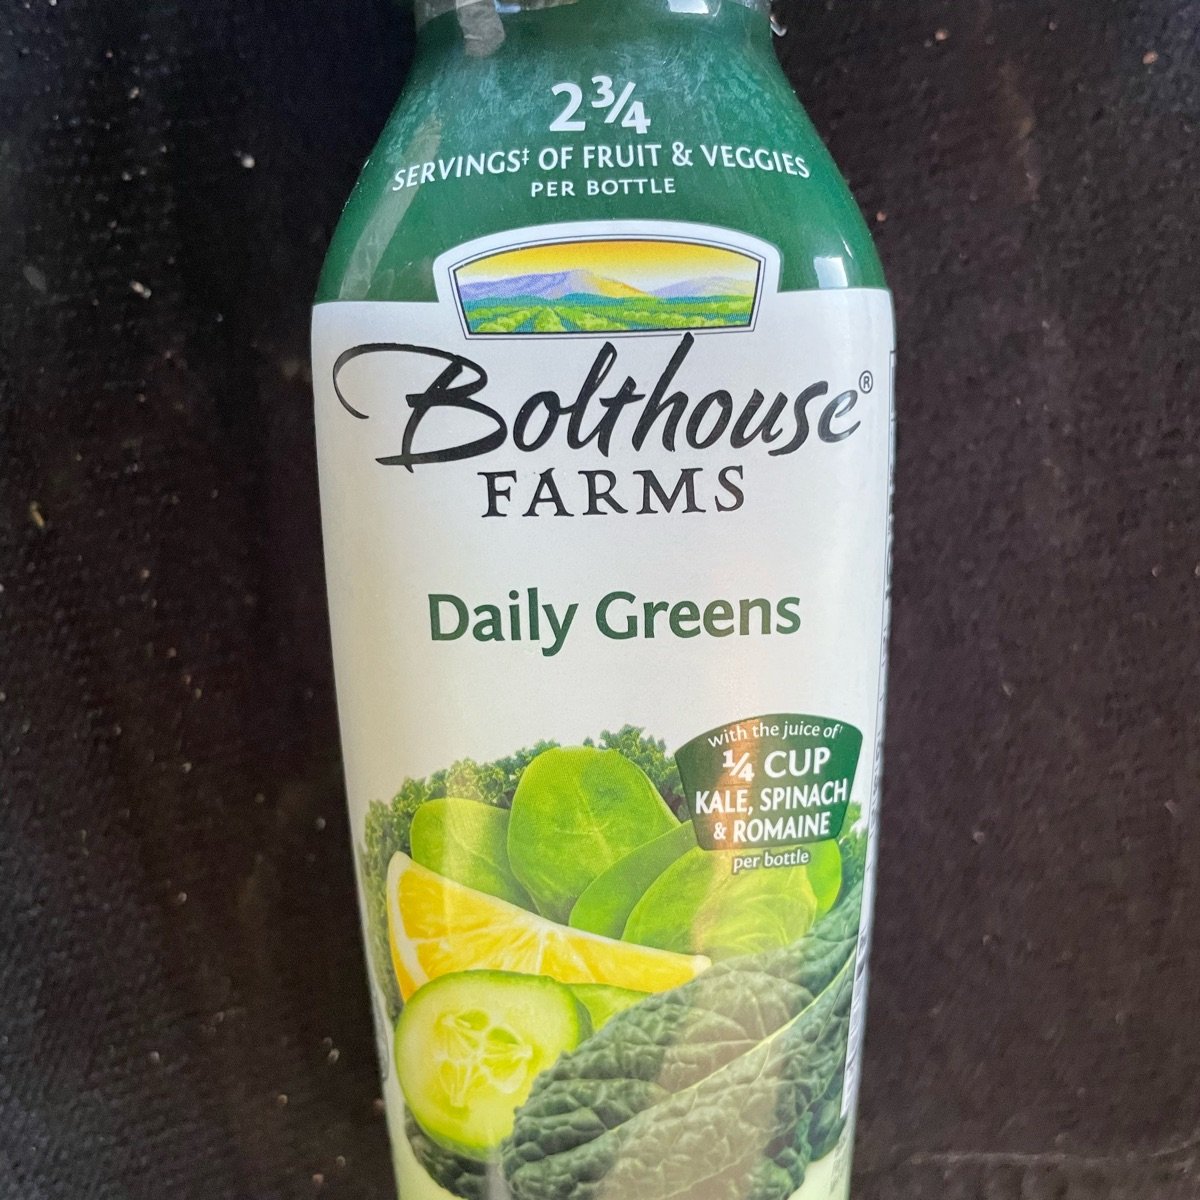 2¾
SERVINGS‡ OF FRUIT & VEGGIES
PER BOTTLE
Bolthouse®
FARMS
Daily Greens
with the juice of†
¼ CUP
KALE, SPINACH
& ROMAINE
per bottle